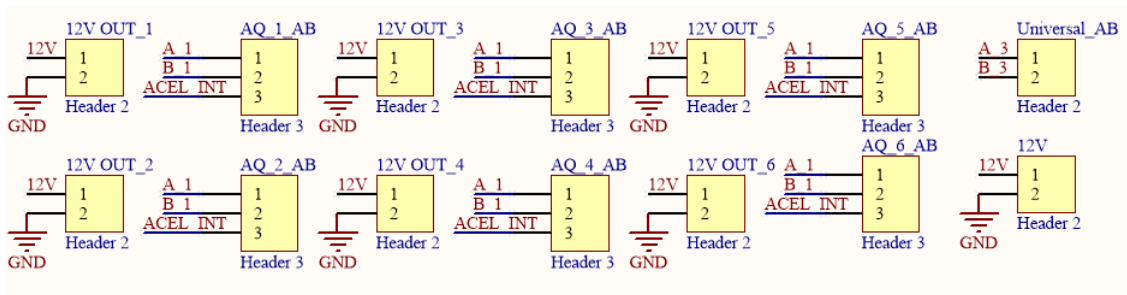 12V OUT_1 AQ_1_AB 12V OUT_3 AQ_3_AB 12V OUT_5 AQ_5_AB Universal_AB
12V 1 A_1 1 12V 1 A_1 1 12V 1 A_1 1 A_3 1
2 B_1 2 2 B_1 2 2 B_1 2 B_3 2
ACEL_INT 3 ACEL_INT 3 ACEL_INT 3
Header 2 Header 2 Header 2 Header 2
GND Header 3 GND Header 3 GND Header 3
12V OUT_2 AQ_2_AB 12V OUT_4 AQ_4_AB 12V OUT_6 AQ_6_AB 12V
12V 1 A_1 1 12V 1 A_1 1 12V 1 A_1 1 12V 1
2 B_1 2 2 B_1 2 2 B_1 2 2
ACEL_INT 3 ACEL_INT 3 ACEL_INT 3
Header 2 Header 2 Header 2 Header 3 GND Header 2
GND Header 3 GND Header 3 GND